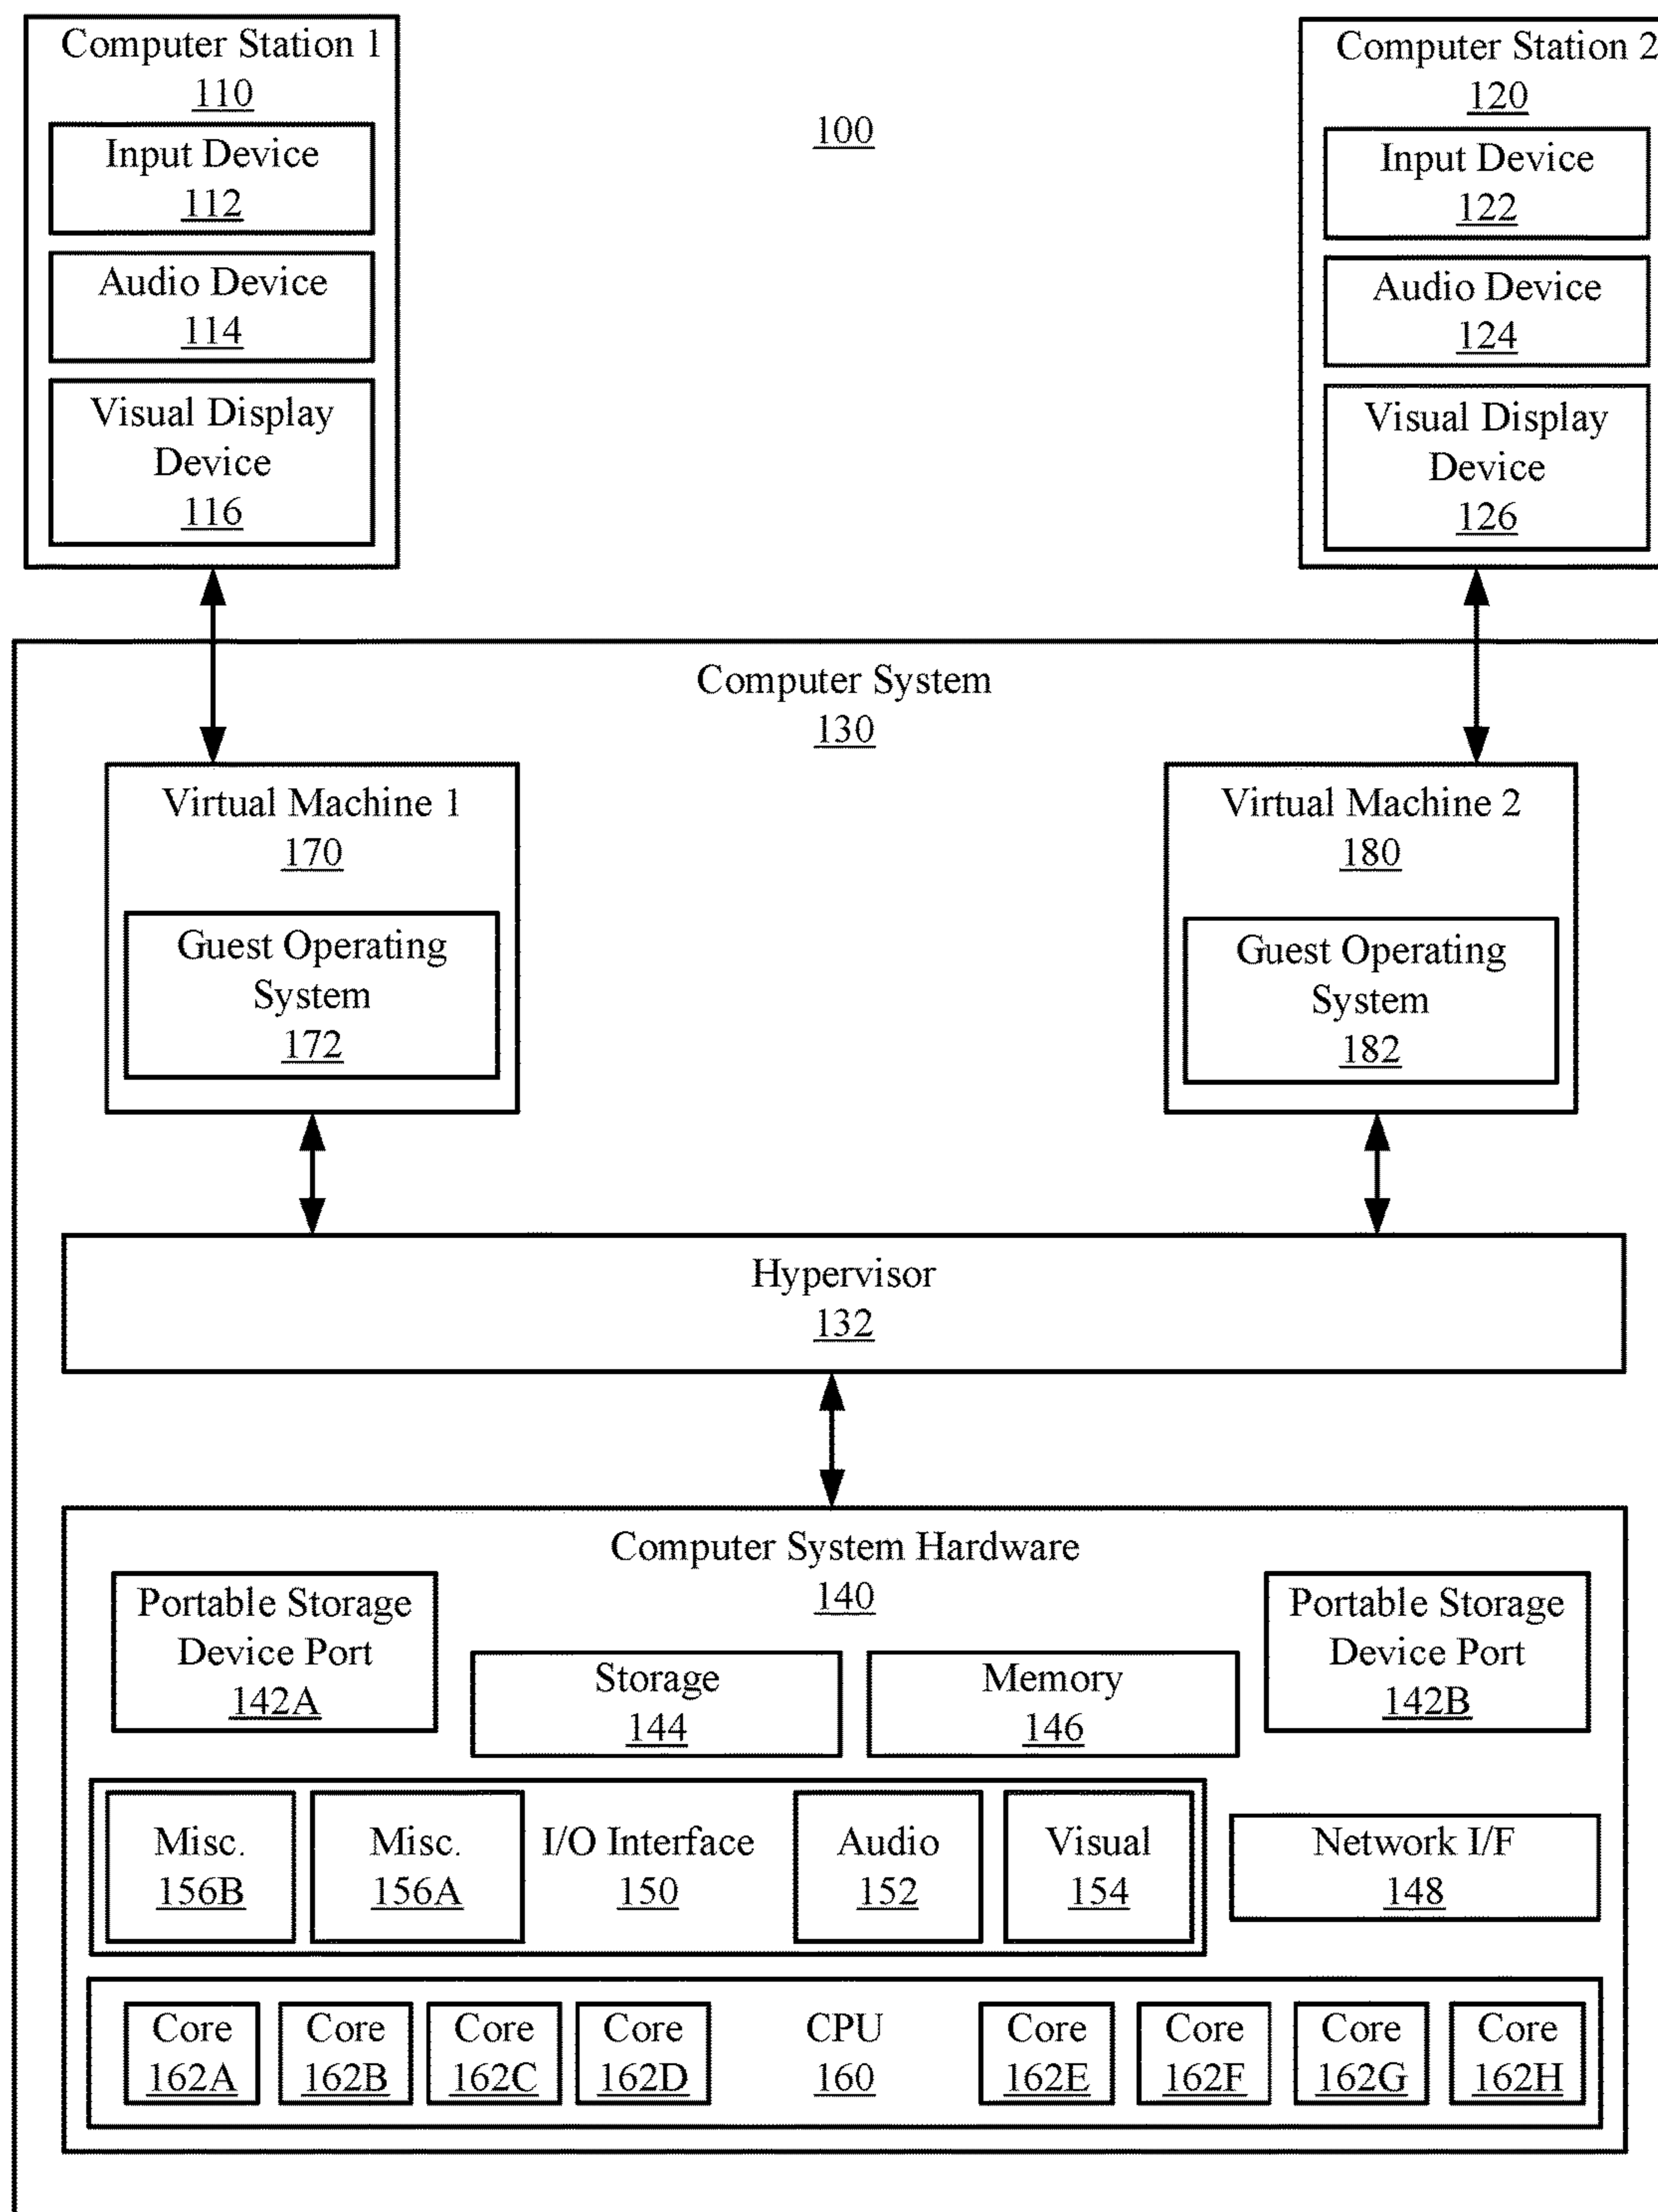 Computer Station 1
110
Input Device
112
Audio Device
114
Visual Display
Device
116
100
Computer Station 2
120
Input Device
122
Audio Device
124
Visual Display
Device
126
Computer System
130
Virtual Machine 1
170
Guest Operating
System
172
Virtual Machine 2
180
Guest Operating
System
182
Hypervisor
132
Computer System Hardware
140
Portable Storage
Device Port
142A
Storage
144
Memory
146
Portable Storage
Device Port
142B
Misc.
156B
Misc.
156A
I/O Interface
150
Audio
152
Visual
154
Network I/F
148
Core
162A
Core
162B
Core
162C
Core
162D
CPU
160
Core
162E
Core
162F
Core
162G
Core
162H